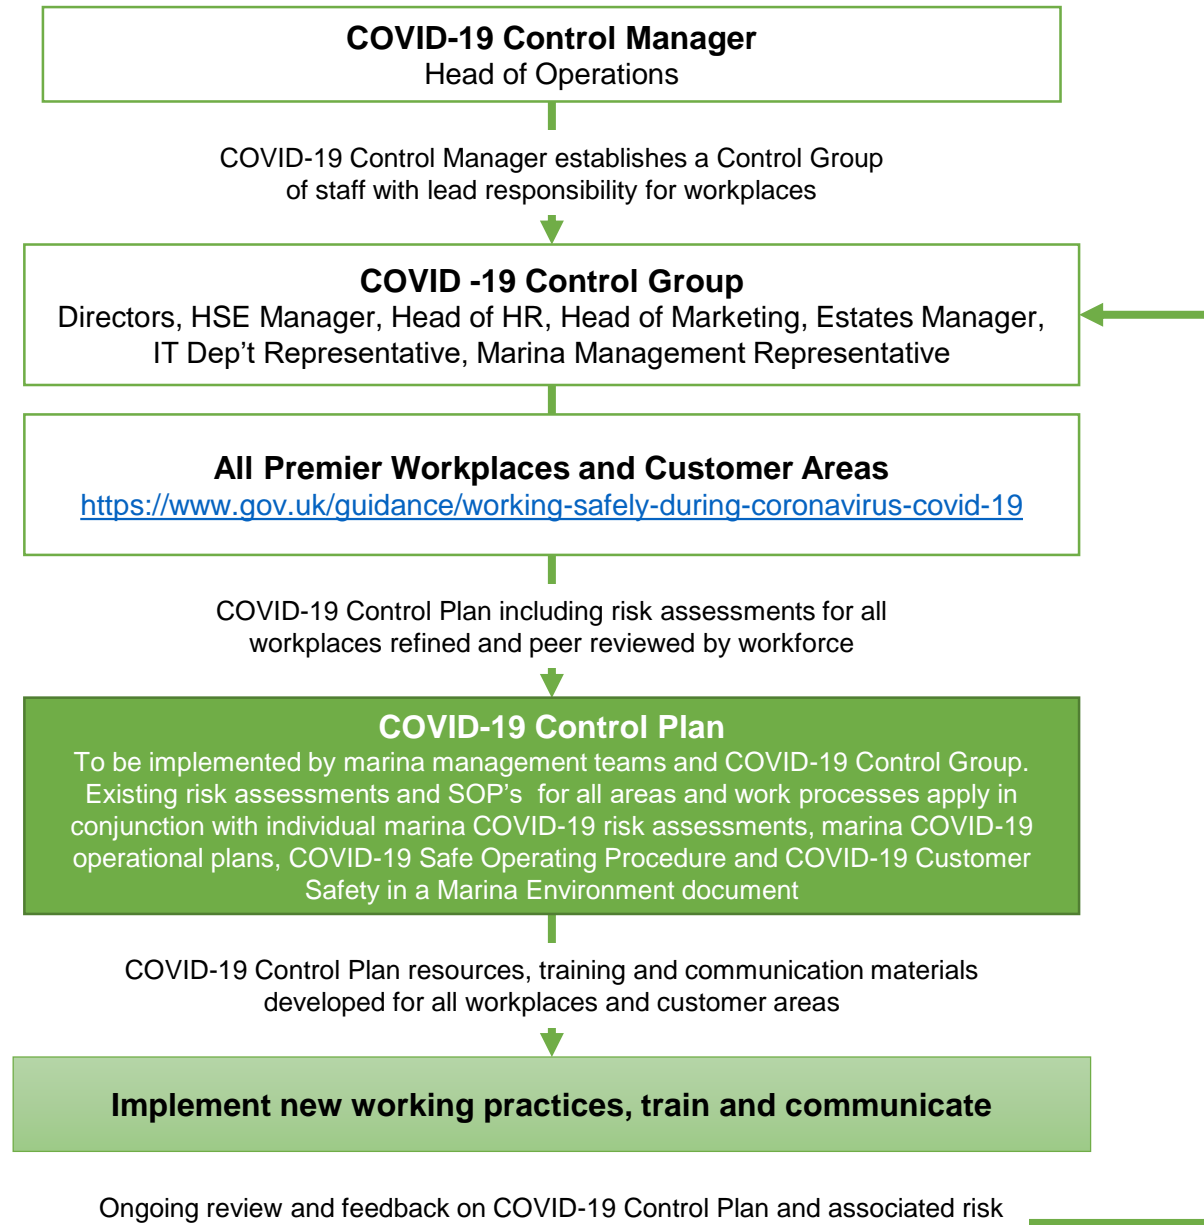 COVID-19 Control Manager
Head of Operations
COVID-19 Control Manager establishes a Control Group
of staff with lead responsibility for workplaces
COVID -19 Control Group
Directors, HSE Manager, Head of HR, Head of Marketing, Estates Manager,
IT Dep't Representative, Marina Management Representative
All Premier Workplaces and Customer Areas
https://www.gov.uk/guidance/working-safely-during-coronavirus-covid-19
COVID-19 Control Plan including risk assessments for all
workplaces refined and peer reviewed by workforce
COVID-19 Control Plan
To be implemented by marina management teams and COVID-19 Control Group.
Existing risk assessments and SOP's for all areas and work processes apply in
conjunction with individual marina COVID-19 risk assessments, marina COVID-19
operational plans, COVID-19 Safe Operating Procedure and COVID-19 Customer
Safety in a Marina Environment document
COVID-19 Control Plan resources, training and communication materials
developed for all workplaces and customer areas
Implement new working practices, train and communicate
Ongoing review and feedback on COVID-19 Control Plan and associated risk